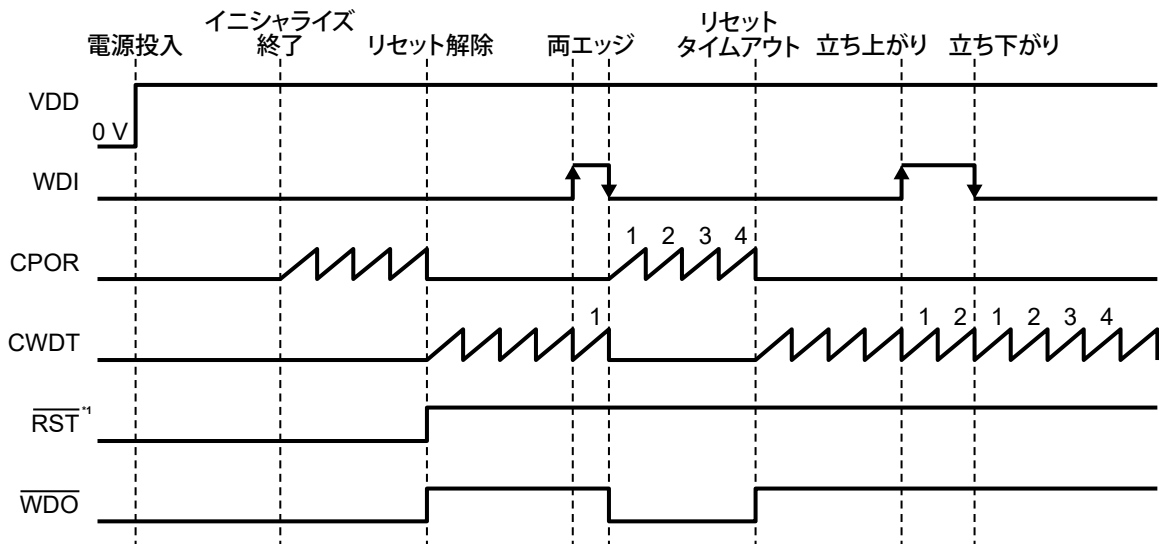 イニシャライズ
終了
リセット
タイムアウト
電源投入
リセット解除
両エッジ
立ち上がり
立ち下がり
VDD
0 V
WDI
CPOR
1 2 3 4
CWDT
1
1 2 1 2 3 4
RST*1
WDO